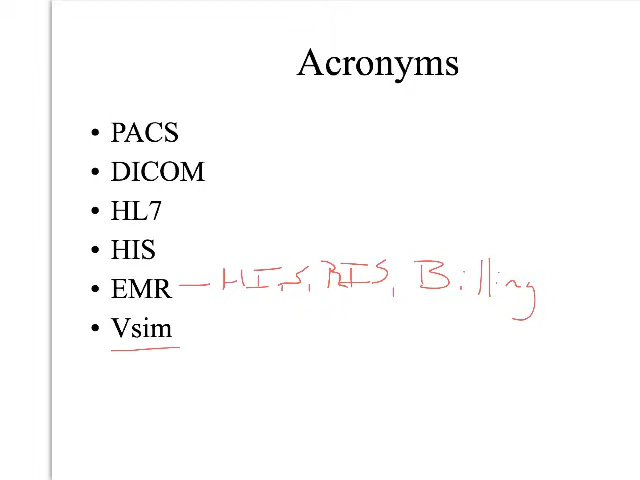 Acronyms
• PACS
• DICOM
• HL7
• HIS
• EMR — HIS, RIS, Billing
• Vsim